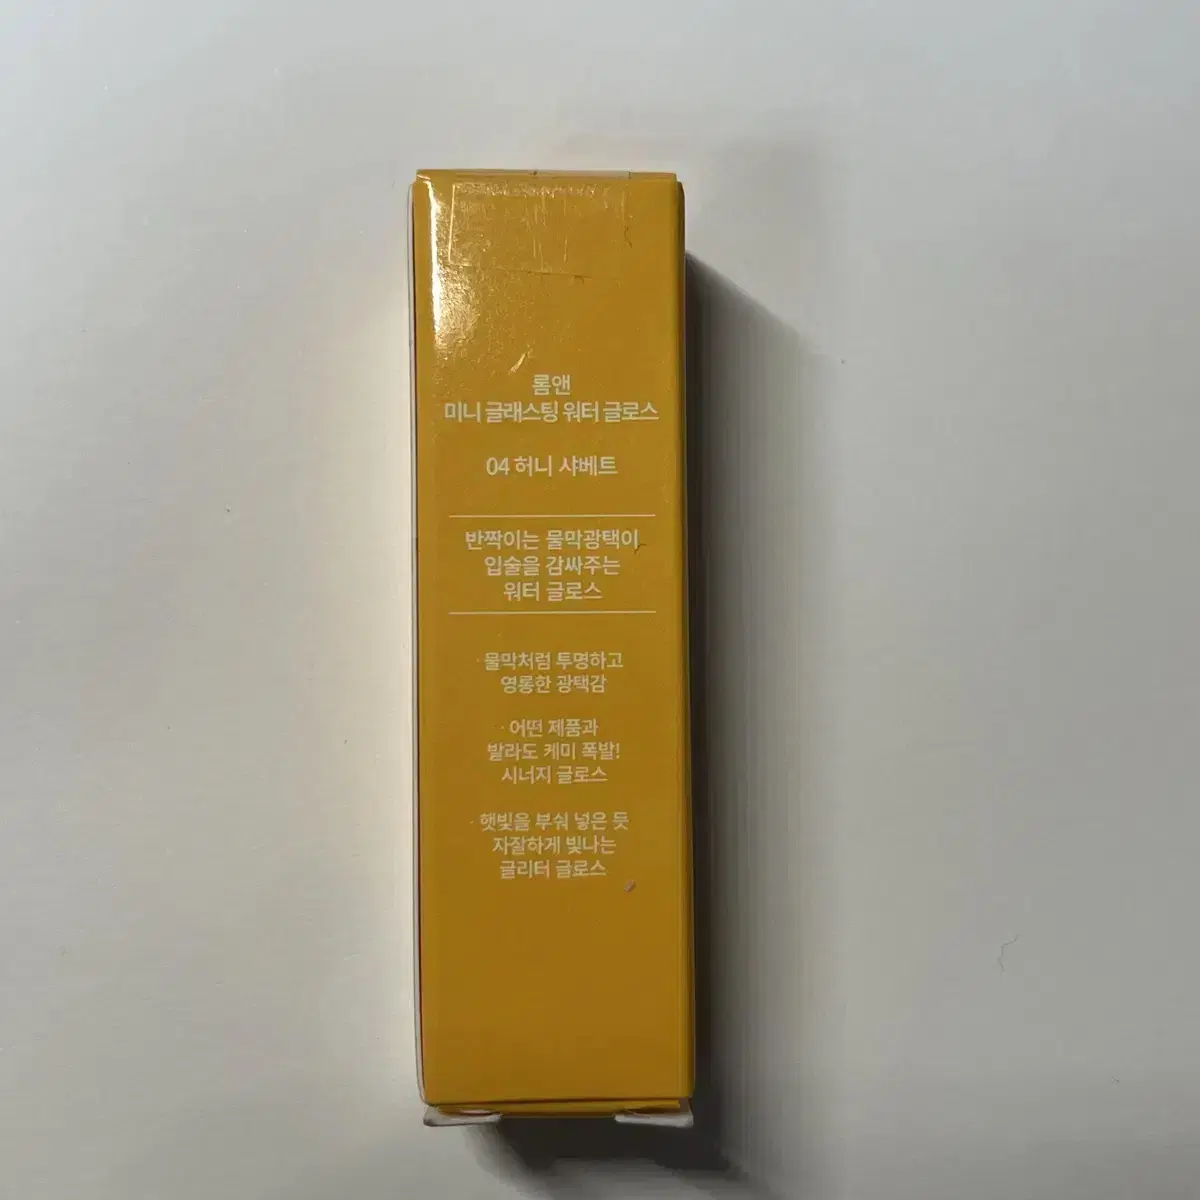 롬앤
미니 글래스팅 워터 글로스
04 허니 샤베트
반짝이는 물막광택이
입술을 감싸주는
워터 글로스
· 물막처럼 투명하고
영롱한 광택감
· 어떤 제품과
발라도 케미 폭발!
시너지 글로스
· 햇빛을 부숴 넣은 듯
자잘하게 빛나는
글리터 글로스